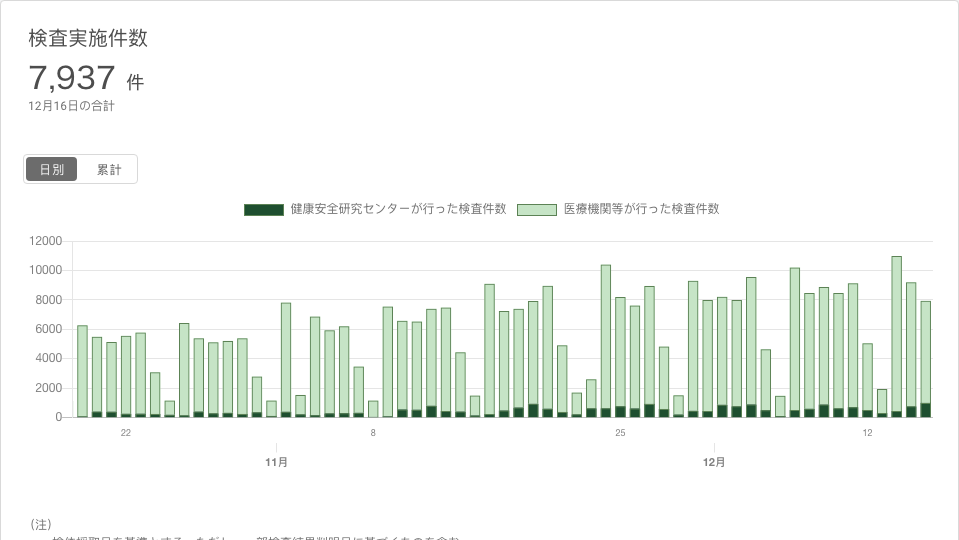 検査実施件数
7,937 件
12月16日の合計
日別 累計
健康安全研究センターが行った検査件数 医療機関等が行った検査件数
12000
10000
8000
6000
4000
2000
0
22 8 25 12
11月 12月
(注)